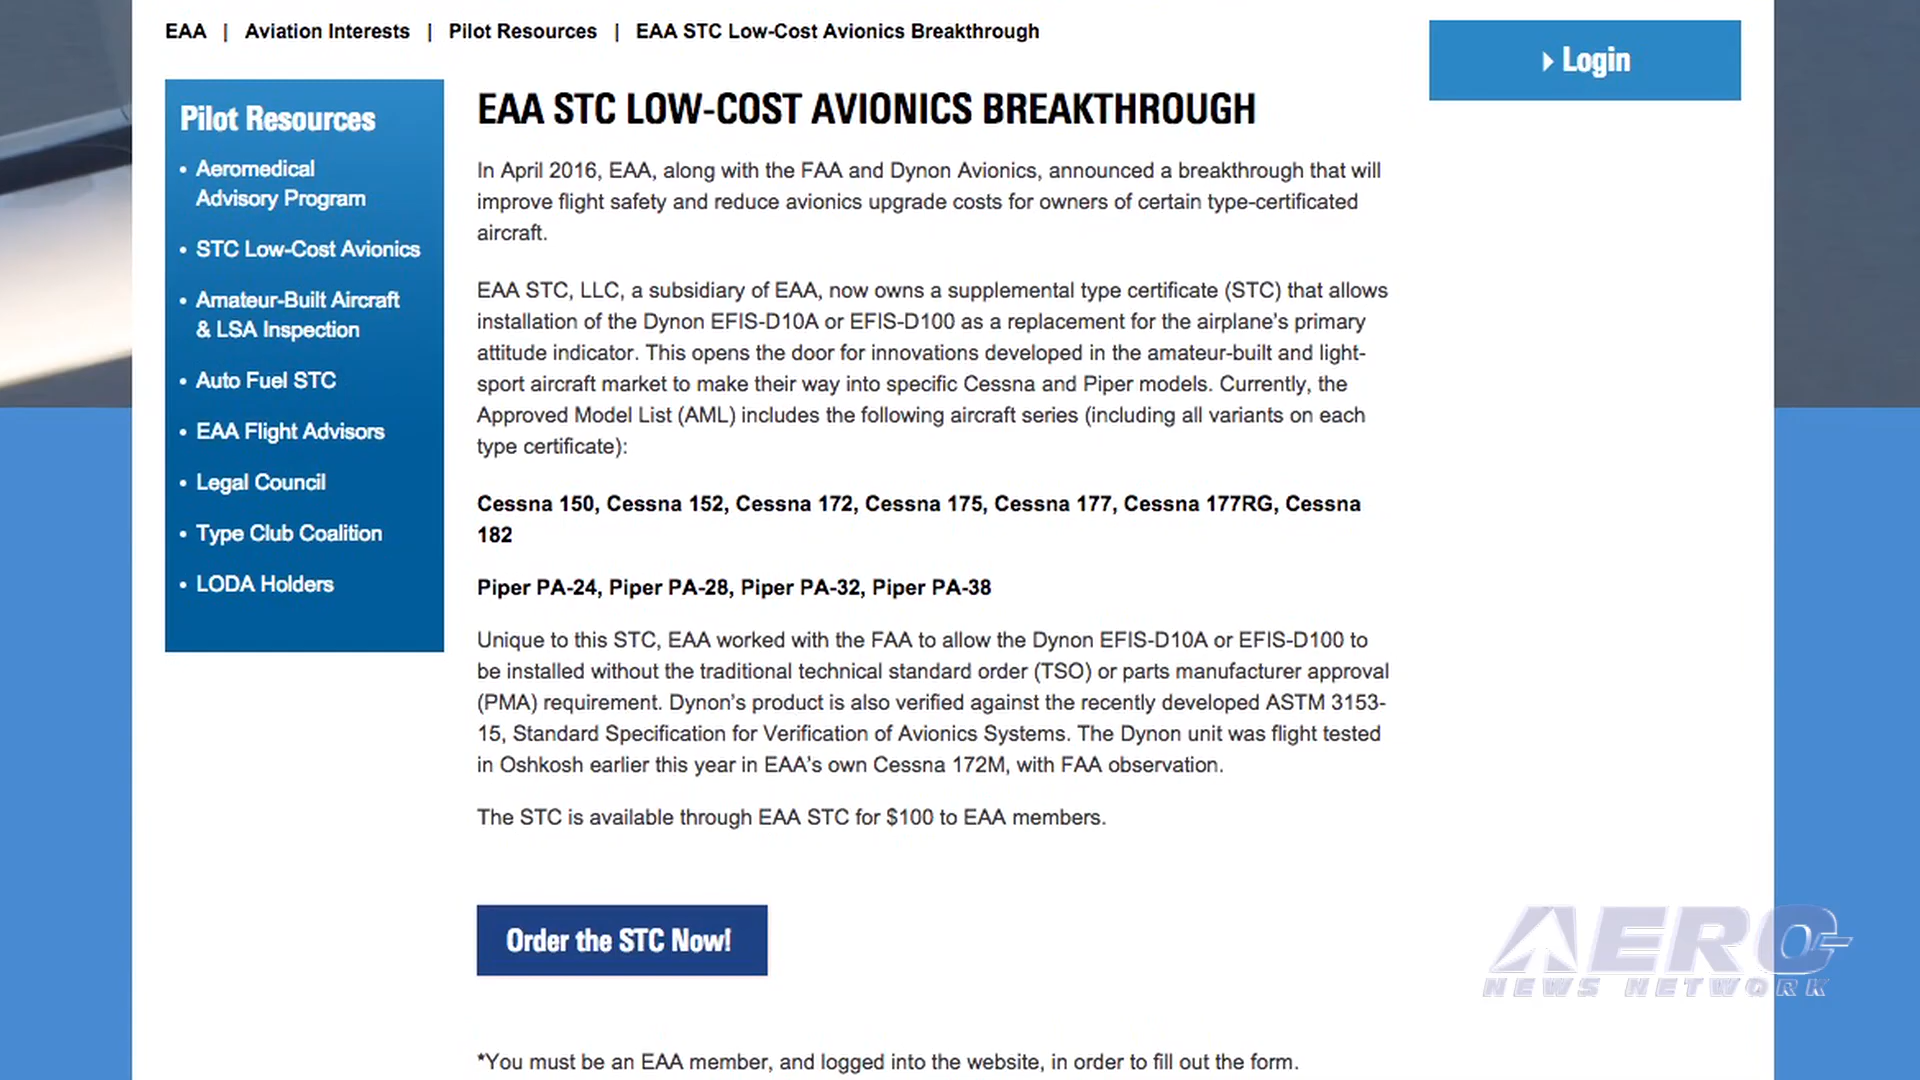 EAA | Aviation Interests | Pilot Resources | EAA STC Low-Cost Avionics Breakthrough
Login
Pilot Resources
• Aeromedical
Advisory Program
• STC Low-Cost Avionics
• Amateur-Built Aircraft
& LSA Inspection
• Auto Fuel STC
• EAA Flight Advisors
• Legal Council
• Type Club Coalition
• LODA Holders
EAA STC LOW-COST AVIONICS BREAKTHROUGH
In April 2016, EAA, along with the FAA and Dynon Avionics, announced a breakthrough that will
improve flight safety and reduce avionics upgrade costs for owners of certain type-certificated
aircraft.
EAA STC, LLC, a subsidiary of EAA, now owns a supplemental type certificate (STC) that allows
installation of the Dynon EFIS-D10A or EFIS-D100 as a replacement for the airplane’s primary
attitude indicator. This opens the door for innovations developed in the amateur-built and light-
sport aircraft market to make their way into specific Cessna and Piper models. Currently, the
Approved Model List (AML) includes the following aircraft series (including all variants on each
type certificate):
Cessna 150, Cessna 152, Cessna 172, Cessna 175, Cessna 177, Cessna 177RG, Cessna
182
Piper PA-24, Piper PA-28, Piper PA-32, Piper PA-38
Unique to this STC, EAA worked with the FAA to allow the Dynon EFIS-D10A or EFIS-D100 to
be installed without the traditional technical standard order (TSO) or parts manufacturer approval
(PMA) requirement. Dynon’s product is also verified against the recently developed ASTM 3153-
15, Standard Specification for Verification of Avionics Systems. The Dynon unit was flight tested
in Oshkosh earlier this year in EAA’s own Cessna 172M, with FAA observation.
The STC is available through EAA STC for $100 to EAA members.
Order the STC Now!
AERO
NEWS NETWORK
*You must be an EAA member, and logged into the website, in order to fill out the form.